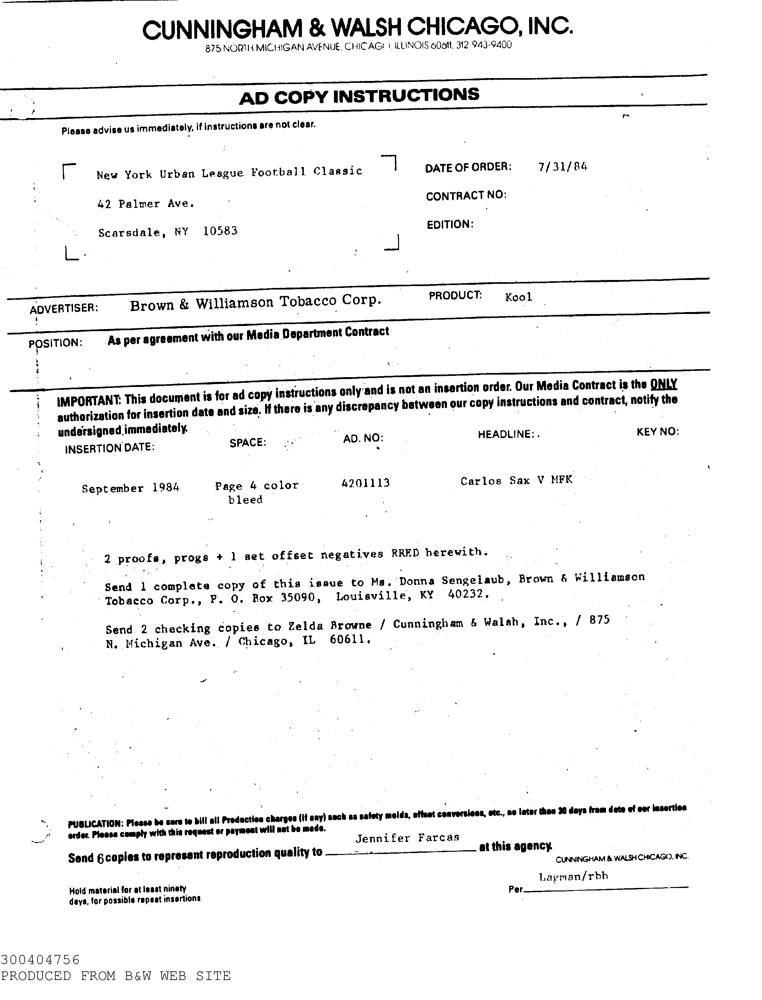 CUNNINGHAM & WALSH CHICAGO, INC.
875 NORTH MICHIGAN AVENUE, CHICAGO, ILLINOIS 60611, 312-943-9400
AD COPY INSTRUCTIONS
Please advise us immediately, if instructions are not clear.
New York Urban League Football Classic
DATE OF ORDER: 7/31/84
42 Palmer Ave.
CONTRACT NO:
Scarsdale, NY 10583
EDITION:
ADVERTISER: Brown & Williamson Tobacco Corp. PRODUCT: Kool
POSITION: As per agreement with our Media Department Contract
IMPORTANT: This document is for ad copy instructions only and is not an insertion order. Our Media Contract is the ONLY
authorization for insertion date and size. If there is any discrepancy between our copy instructions and contract, notify the
undersigned immediately.
INSERTION DATE: SPACE: AD. NO: HEADLINE: KEY NO:
September 1984 Page 4 color 4201113 Carlos Sax V MFK
bleed
2 proofs, progs + 1 set offset negatives RRED herewith.
Send 1 complete copy of this issue to Ms. Donna Sengelaub, Brown & Williamson
Tobacco Corp., P. O. Box 35090, Louisville, KY 40232.
Send 2 checking copies to Zelda Browne / Cunningham & Walsh, Inc., / 875
N. Michigan Ave. / Chicago, IL 60611.
PUBLICATION: Please be sure to bill all Production charges (if any) such as safety molds, offset conversions, etc., no later than 30 days from date of our insertion
order. Please comply with this request or payment will not be made.
Send 6 copies to represent reproduction quality to Jennifer Farcas at this agency.
CUNNINGHAM & WALSH CHICAGO, INC.
Layman/rbh
Hold material for at least ninety
Per
days, for possible repeat insertions
300404756
PRODUCED FROM B&W WEB SITE